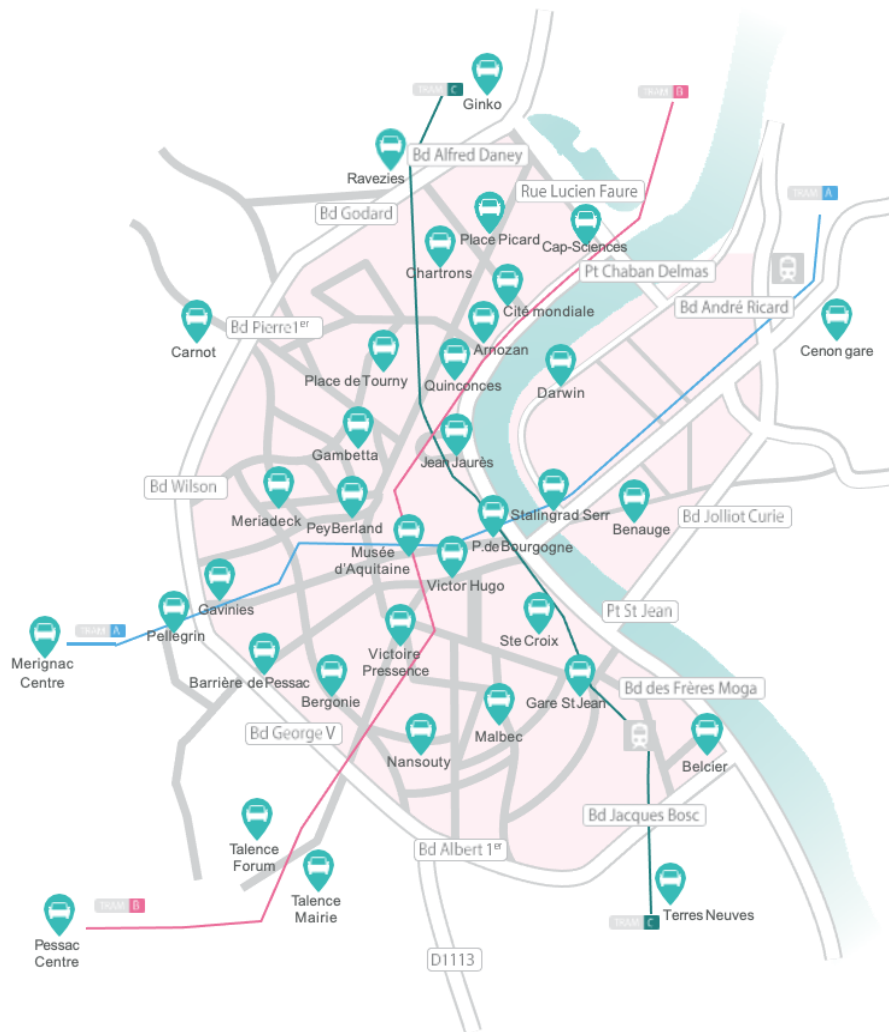 Ginko
TRAM C
TRAM B
Ravezies
Bd Alfred Daney
Rue Lucien Faure
TRAM A
Bd Godard
Place Picard
Cap-Sciences
Chartrons
Pt Chaban Delmas
Cité mondiale
Bd André Ricard
Bd Pierre1er
Carnot
Arnozan
Cenon gare
Place de Tourny
Quinconces
Darwin
Gambetta
Jean Jaurès
Bd Wilson
Meriadeck
PeyBerland
Stalingrad Serr
Benauge
Bd Jolliot Curie
Musée
d'Aquitaine
P.de Bourgogne
Gavinies
Victor Hugo
Pt St Jean
TRAM A
Pellegrin
Merignac
Centre
Victoire
Pressence
Ste Croix
Barrière de Pessac
Bergonie
Gare St Jean
Bd des Frères Moga
Bd George V
Malbec
Nansouty
Belcier
Bd Jacques Bosc
Talence
Forum
Bd Albert 1er
Talence
Mairie
TRAM B
Pessac
Centre
Terres Neuves
TRAM C
D1113